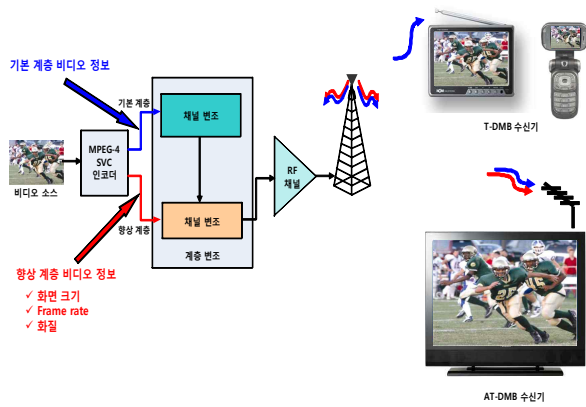 기본 계층 비디오 정보
기본 계층
채널 변조
MPEG-4
SVC
인코더
비디오 소스
RF
채널
향상 계층
채널 변조
계층 변조
향상 계층 비디오 정보
✓ 화면 크기
✓ Frame rate
✓ 화질
T-DMB 수신기
AT-DMB 수신기